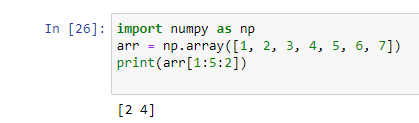 In [26]: import numpy as np
arr = np.array([1, 2, 3, 4, 5, 6, 7])
print(arr[1:5:2])
[2 4]